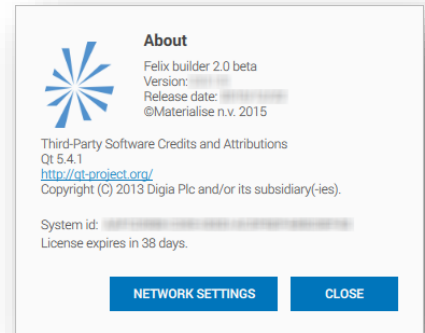 About
Felix builder 2.0 beta
Version:
Release date:
©Materialise n.v. 2015
Third-Party Software Credits and Attributions
Qt 5.4.1
http://qt-project.org/
Copyright (C) 2013 Digia Plc and/or its subsidiary(-ies).
System id:
License expires in 38 days.
NETWORK SETTINGS
CLOSE